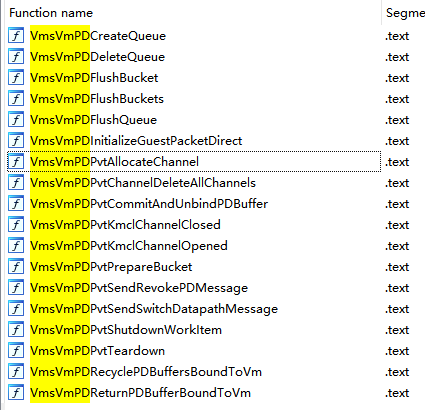 Function name Segme
f VmsVmPDCreateQueue .text
f VmsVmPDDeleteQueue .text
f VmsVmPDFlushBucket .text
f VmsVmPDFlushBuckets .text
f VmsVmPDFlushQueue .text
f VmsVmPDInitializeGuestPacketDirect .text
f VmsVmPDPvtAllocateChannel .text
f VmsVmPDPvtChannelDeleteAllChannels .text
f VmsVmPDPvtCommitAndUnbindPDBuffer .text
f VmsVmPDPvtKmclChannelClosed .text
f VmsVmPDPvtKmclChannelOpened .text
f VmsVmPDPvtPrepareBucket .text
f VmsVmPDPvtSendRevokePDMessage .text
f VmsVmPDPvtSendSwitchDatapathMessage .text
f VmsVmPDPvtShutdownWorkItem .text
f VmsVmPDPvtTeardown .text
f VmsVmPDRecyclePDBuffersBoundToVm .text
f VmsVmPDReturnPDBufferBoundToVm .text